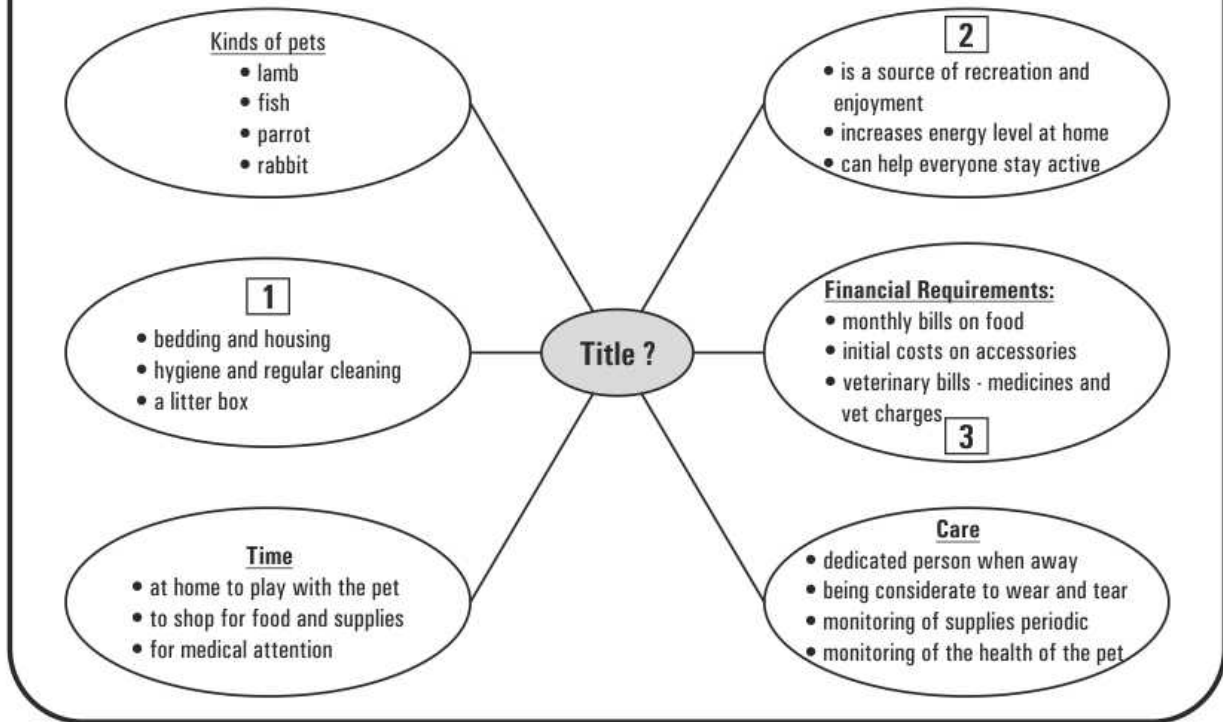 Kinds of pets
• lamb
• fish
• parrot
• rabbit
2
• is a source of recreation and
enjoyment
• increases energy level at home
• can help everyone stay active
1
• bedding and housing
• hygiene and regular cleaning
• a litter box
Title ?
Financial Requirements:
• monthly bills on food
• initial costs on accessories
• veterinary bills - medicines and
vet charges
3
Time
• at home to play with the pet
• to shop for food and supplies
• for medical attention
Care
• dedicated person when away
• being considerate to wear and tear
• monitoring of supplies periodic
• monitoring of the health of the pet